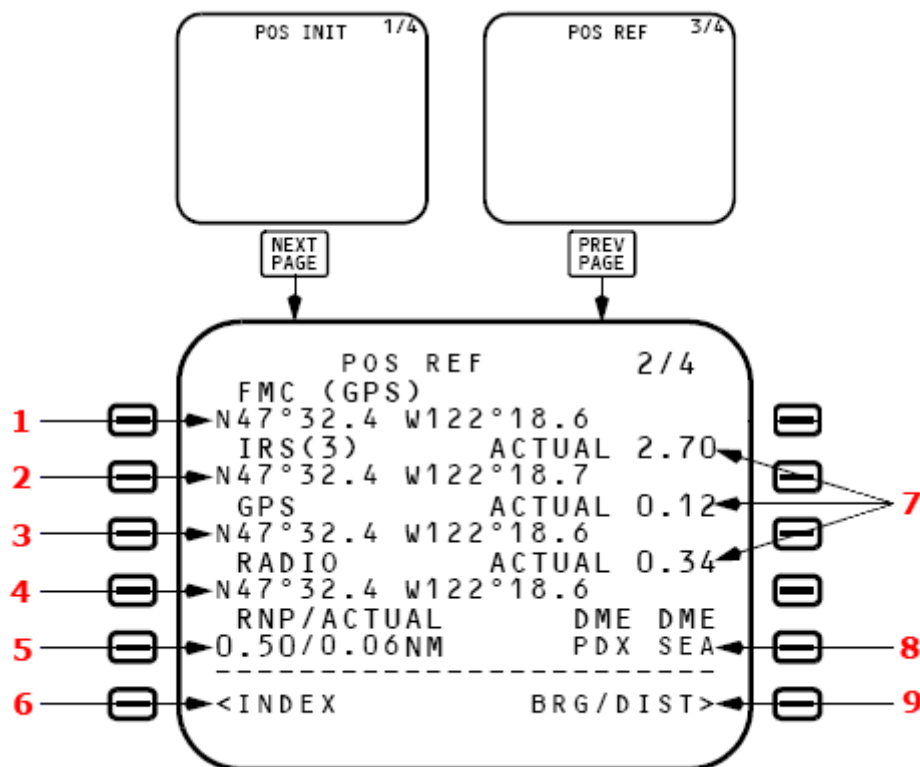 POS INIT 1/4
POS REF 3/4
NEXT
PAGE
PREV
PAGE
POS REF 2/4
FMC (GPS)
1 N47°32.4 W122°18.6
IRS(3) ACTUAL 2.70
2 N47°32.4 W122°18.7
GPS ACTUAL 0.12 7
3 N47°32.4 W122°18.6
RADIO ACTUAL 0.34
4 N47°32.4 W122°18.6
RNP/ACTUAL DME DME
5 0.50/0.06NM PDX SEA 8
6 <INDEX BRG/DIST> 9